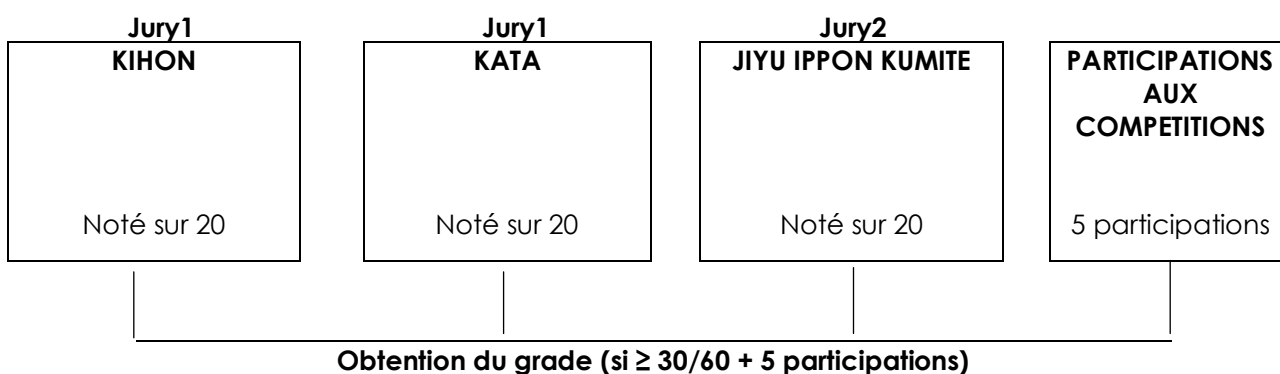 Jury1
KIHON
Noté sur 20
Jury1
KATA
Noté sur 20
Jury2
JIYU IPPON KUMITE
Noté sur 20
PARTICIPATIONS
AUX
COMPETITIONS
5 participations
Obtention du grade (si ≥ 30/60 + 5 participations)